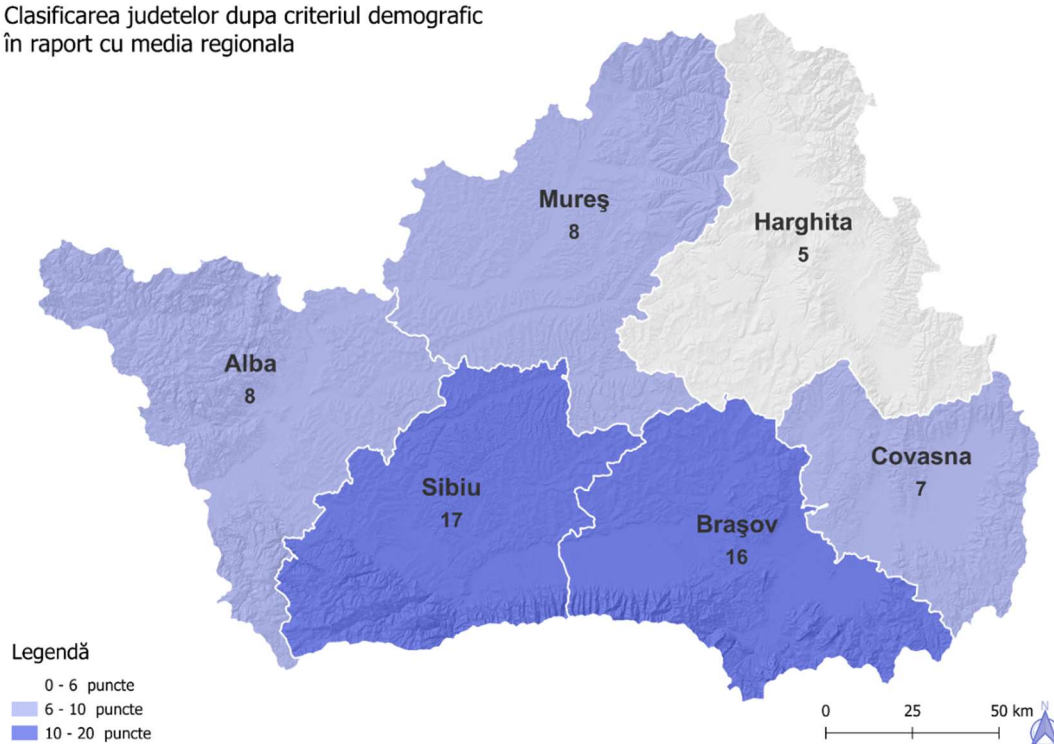 Clasificarea judetelor dupa criteriul demografic
în raport cu media regionala
Mureş
8
Harghita
5
Alba
8
Covasna
7
Sibiu
17
Braşov
16
Legendă
0 - 6 puncte
6 - 10 puncte
10 - 20 puncte
0 25 50 km
N